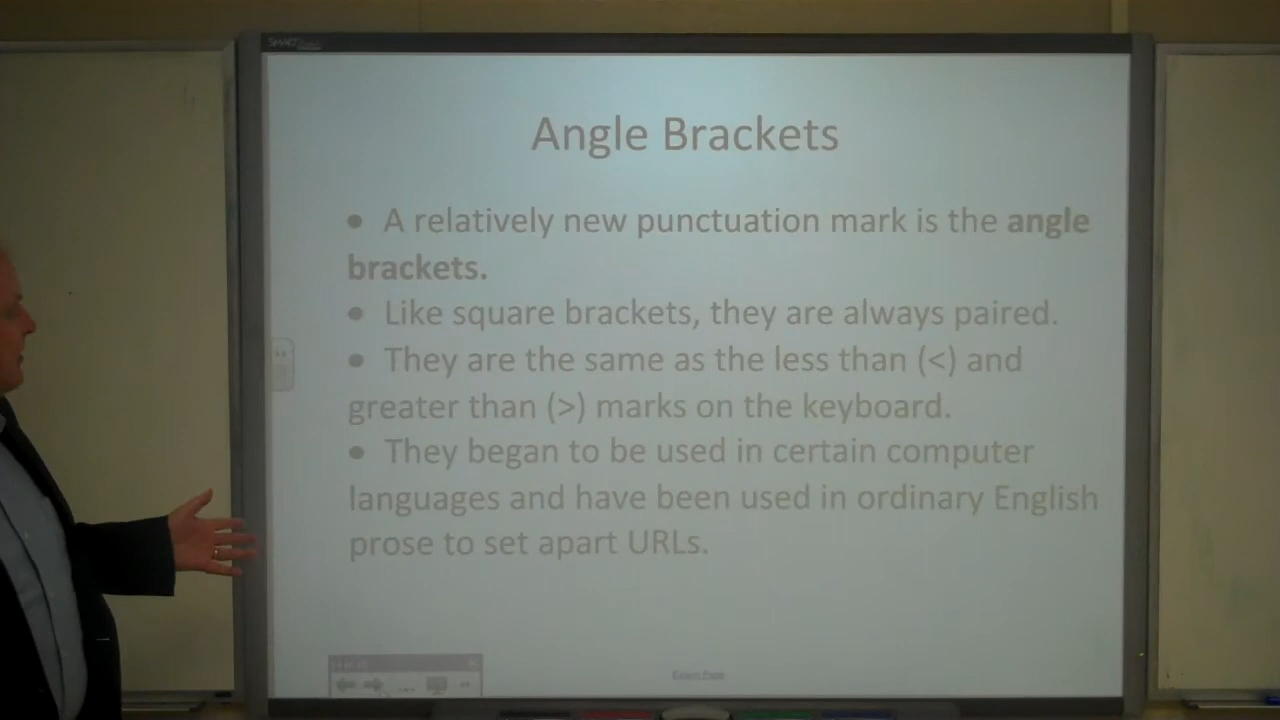 SMART
Angle Brackets
• A relatively new punctuation mark is the angle
brackets.
• Like square brackets, they are always paired.
• They are the same as the less than (<) and
greater than (>) marks on the keyboard.
• They began to be used in certain computer
languages and have been used in ordinary English
prose to set apart URLs.